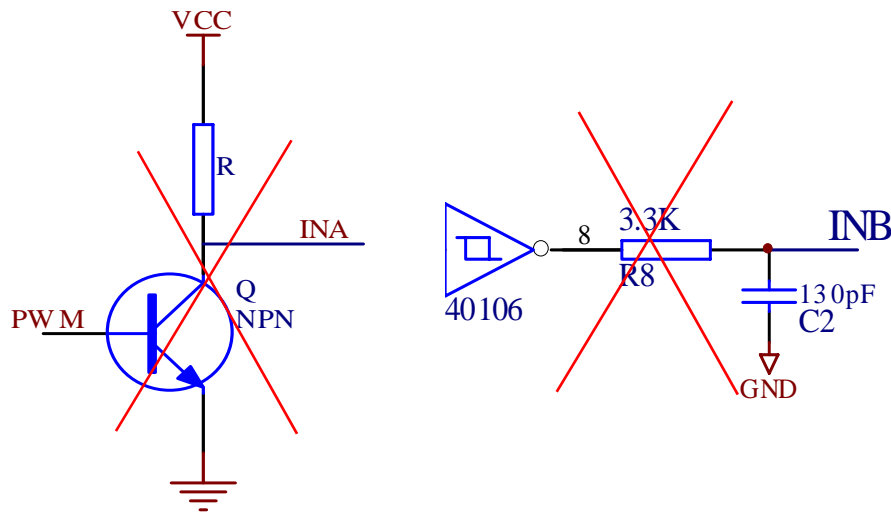 VCC
R
INA
Q
NPN
PWM
3.3K
8
R8
INB
40106
130pF
C2
GND